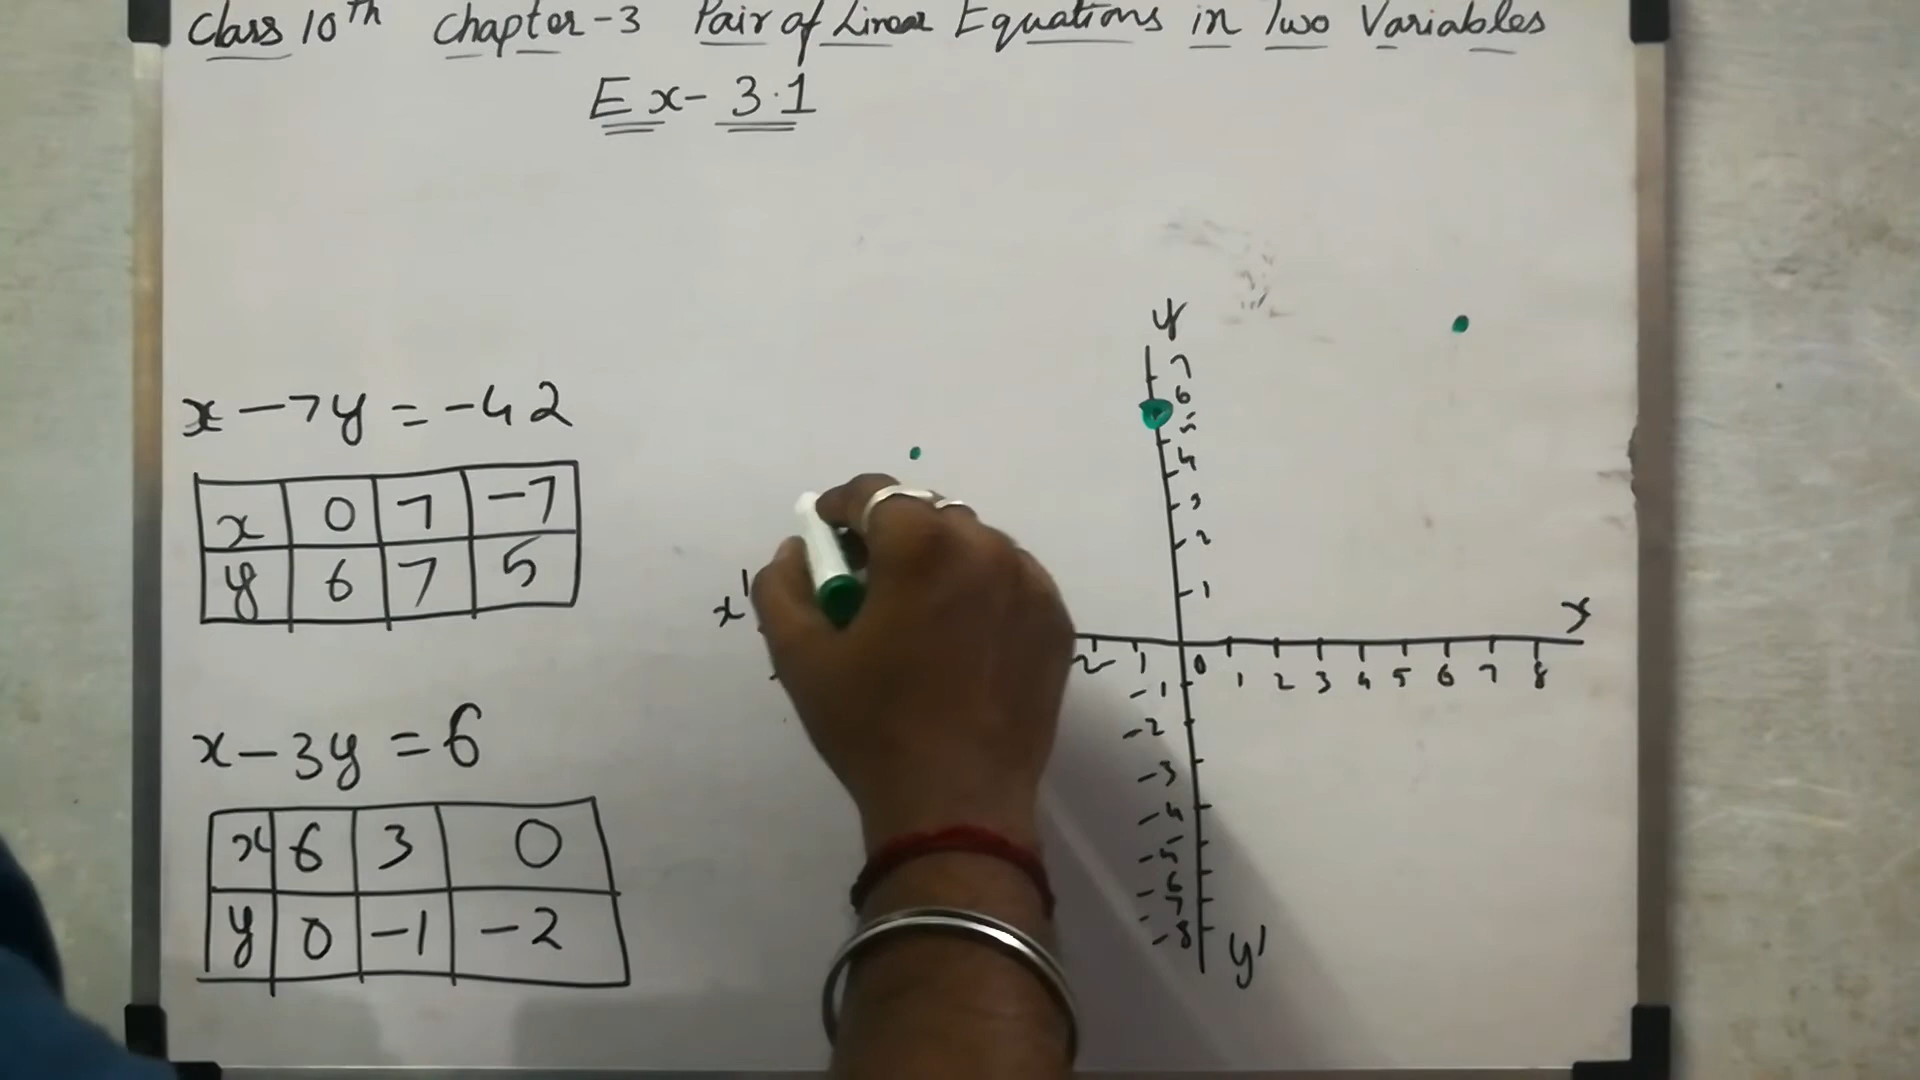 Class 10th Chapter-3 Pair of Linear Equations in Two Variables
Ex- 3.1
x - 7y = -42
x 0 7 -7
y 6 7 5
x - 3y = 6
x 6 3 0
y 0 -1 -2
y
7
6
5
4
3
2
1
x'
x
2 1 0 1 2 3 4 5 6 7 8
-1
-2
-3
-4
-5
-6
-7
-8
y'